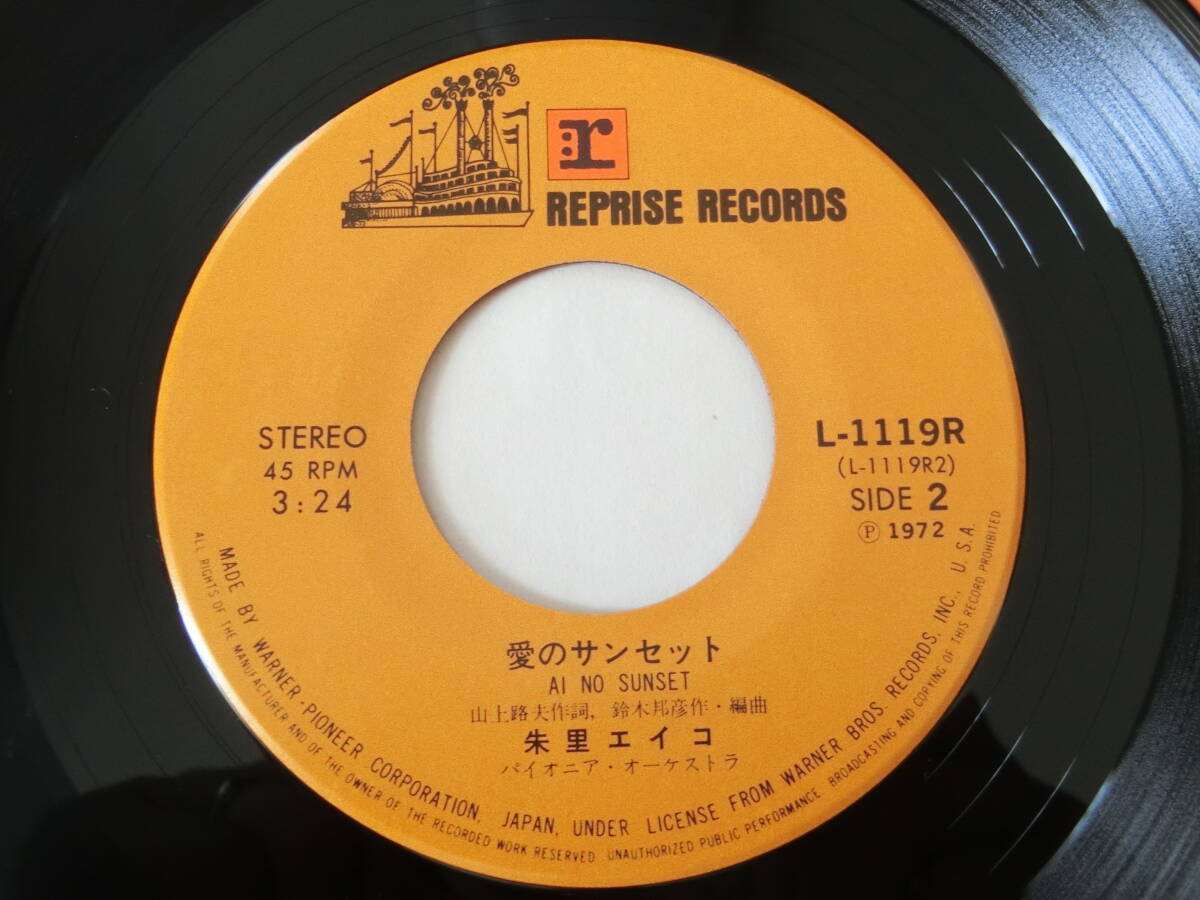 r
REPRISE RECORDS
STEREO
45 RPM
3:24
L-1119R
(L-1119R2)
SIDE 2
Ⓟ 1972
愛のサンセット
AI NO SUNSET
山上路夫作詞, 鈴木邦彦作・編曲
朱里エイコ
パイオニア・オーケストラ
MADE BY WARNER-PIONEER CORPORATION, JAPAN, UNDER LICENSE FROM WARNER BROS. RECORDS, INC., U.S.A.
ALL RIGHTS OF THE MANUFACTURER AND OF THE OWNER OF THE RECORDED WORK RESERVED. UNAUTHORIZED PUBLIC PERFORMANCE, BROADCASTING AND COPYING OF THIS RECORD PROHIBITED